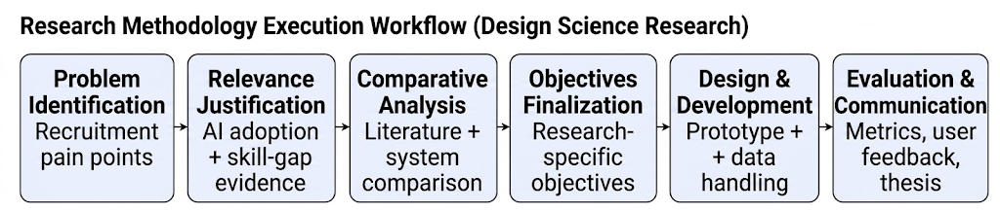 Research Methodology Execution Workflow (Design Science Research)
Problem
Identification
Recruitment
pain points
Relevance
Justification
AI adoption
+ skill-gap
evidence
Comparative
Analysis
Literature +
system
comparison
Objectives
Finalization
Research-
specific
objectives
Design &
Development
Prototype +
+ data
handling
Evaluation &
Communication
Metrics, user
feedback,
thesis